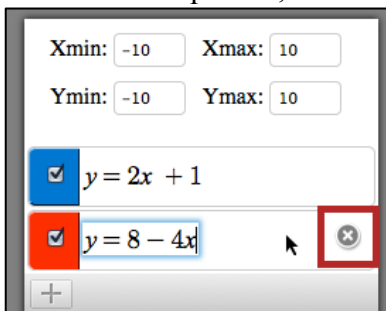 Xmin: -10 Xmax: 10
Ymin: -10 Ymax: 10
y = 2x + 1
y = 8 − 4x
+